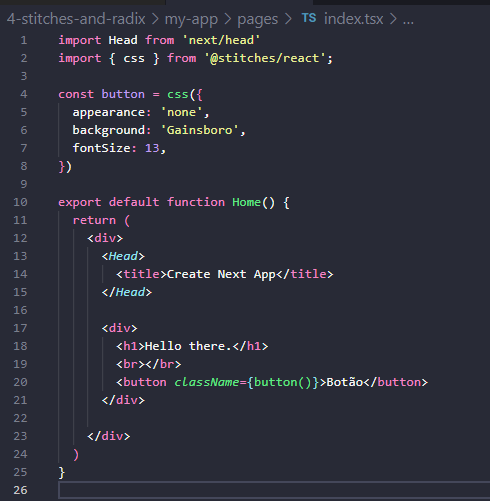 4-stitches-and-radix > my-app > pages > TS index.tsx > ...
1 import Head from 'next/head'
2 import { css } from '@stitches/react';
3
4 const button = css({
5   appearance: 'none',
6   background: 'Gainsboro',
7   fontSize: 13,
8 })
9
10 export default function Home() {
11   return (
12     <div>
13       <Head>
14         <title>Create Next App</title>
15       </Head>
16
17       <div>
18         <h1>Hello there.</h1>
19         <br></br>
20         <button className={button()}>Botão</button>
21       </div>
22
23     </div>
24   )
25 }
26